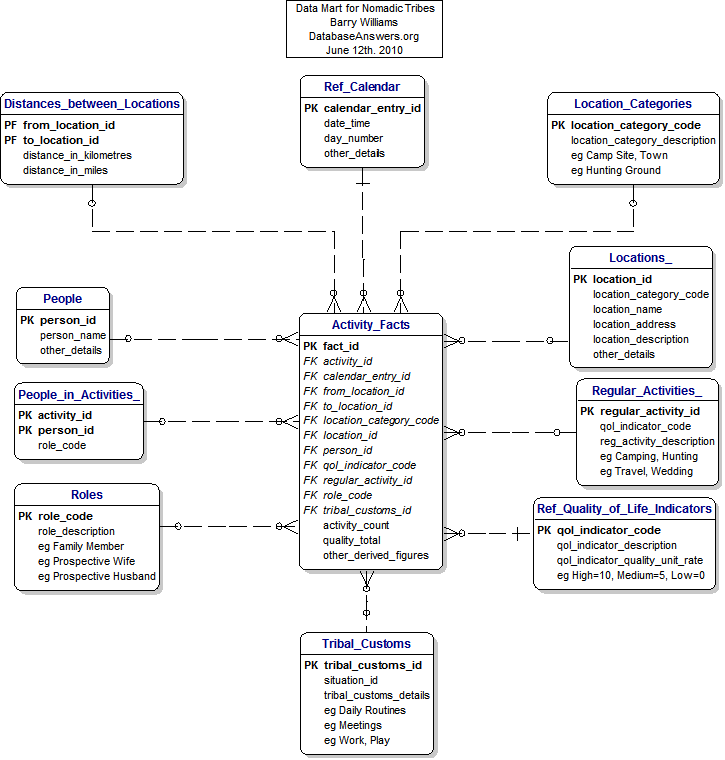 Data Mart for Nomadic Tribes
Barry Williams
DatabaseAnswers.org
June 12th. 2010
Distances_between_Locations
PF from_location_id
PF to_location_id
distance_in_kilometres
distance_in_miles
Ref_Calendar
PK calendar_entry_id
date_time
day_number
other_details
Location_Categories
PK location_category_code
location_category_description
eg Camp Site, Town
eg Hunting Ground
People
PK person_id
person_name
other_details
Locations_
PK location_id
location_category_code
location_name
location_address
location_description
other_details
Activity_Facts
PK fact_id
FK activity_id
FK calendar_entry_id
FK from_location_id
FK to_location_id
FK location_category_code
FK location_id
FK person_id
FK qol_indicator_code
FK regular_activity_id
FK role_code
FK tribal_customs_id
activity_count
quality_total
other_derived_figures
People_in_Activities_
PK activity_id
PK person_id
role_code
Regular_Activities_
PK regular_activity_id
qol_indicator_code
reg_activity_description
eg Camping, Hunting
eg Travel, Wedding
Roles
PK role_code
role_description
eg Family Member
eg Prospective Wife
eg Prospective Husband
Ref_Quality_of_Life_Indicators
PK qol_indicator_code
qol_indicator_description
qol_indicator_quality_unit_rate
eg High=10, Medium=5, Low=0
Tribal_Customs
PK tribal_customs_id
situation_id
tribal_customs_details
eg Daily Routines
eg Meetings
eg Work, Play